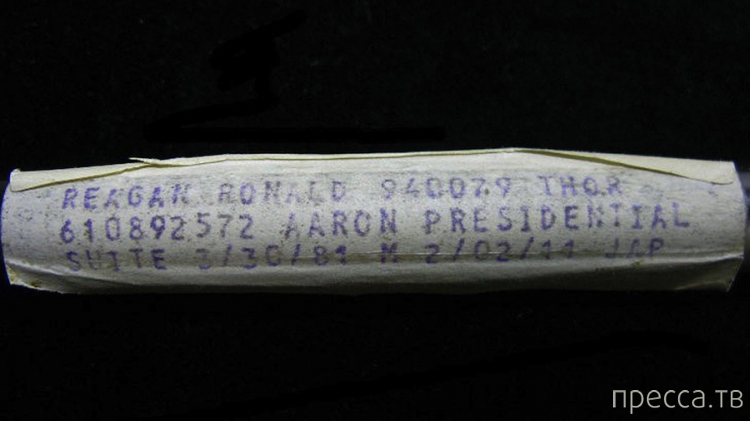 REAGAN RONALD 940079 THOR
610892572 AARON PRESIDENTIAL
SUITE 3/30/81 M 2/02/11 JAP
пресса.тв